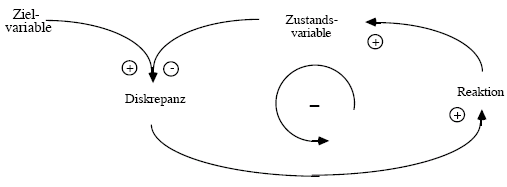 Ziel-
variable
Zustands-
variable
+
+
-
Diskrepanz
-
Reaktion
+